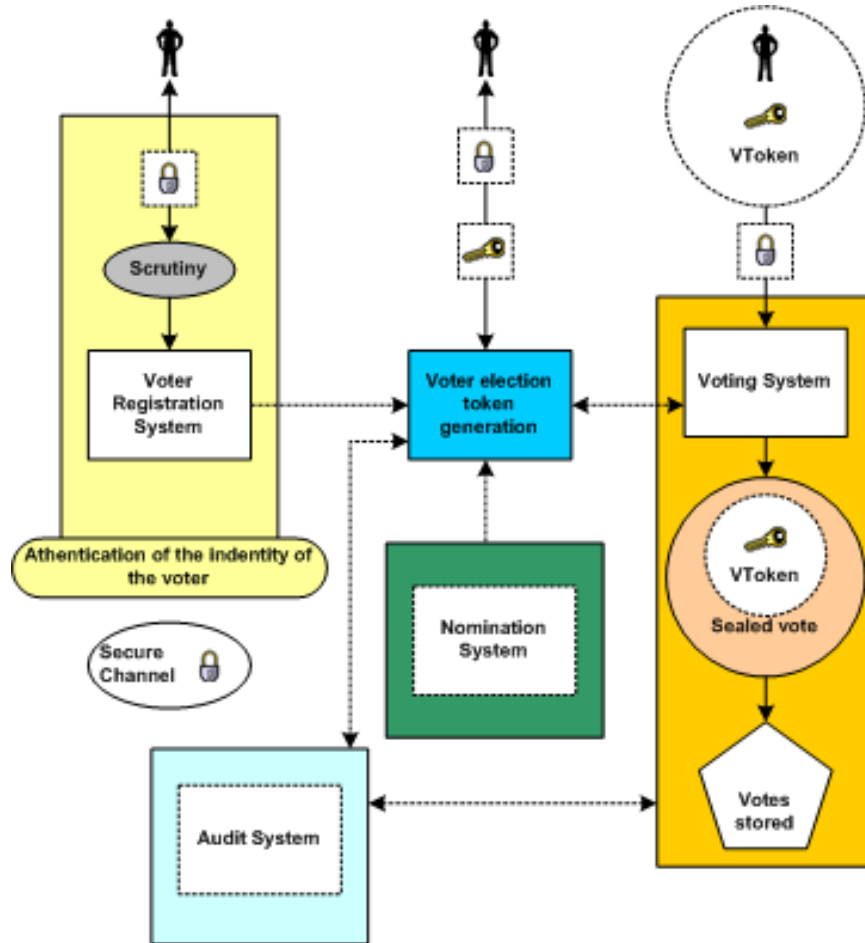 VToken
Scrutiny
Voter
Registration
System
Voter election
token
generation
Voting System
Athentication of the indentity of
the voter
VToken
Sealed vote
Nomination
System
Secure
Channel
Audit System
Votes
stored